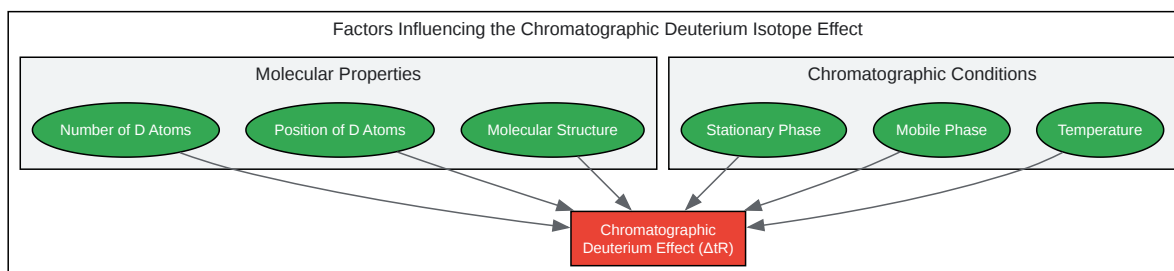 Factors Influencing the Chromatographic Deuterium Isotope Effect
Molecular Properties
Chromatographic Conditions
Number of D Atoms
Position of D Atoms
Molecular Structure
Stationary Phase
Mobile Phase
Temperature
Chromatographic
Deuterium Effect (ΔtR)